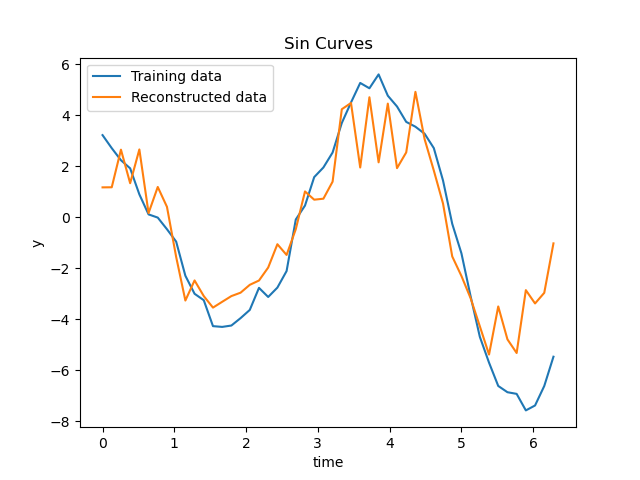 Sin Curves
Training data
Reconstructed data
y
6
4
2
0
−2
−4
−6
−8
0 1 2 3 4 5 6
time